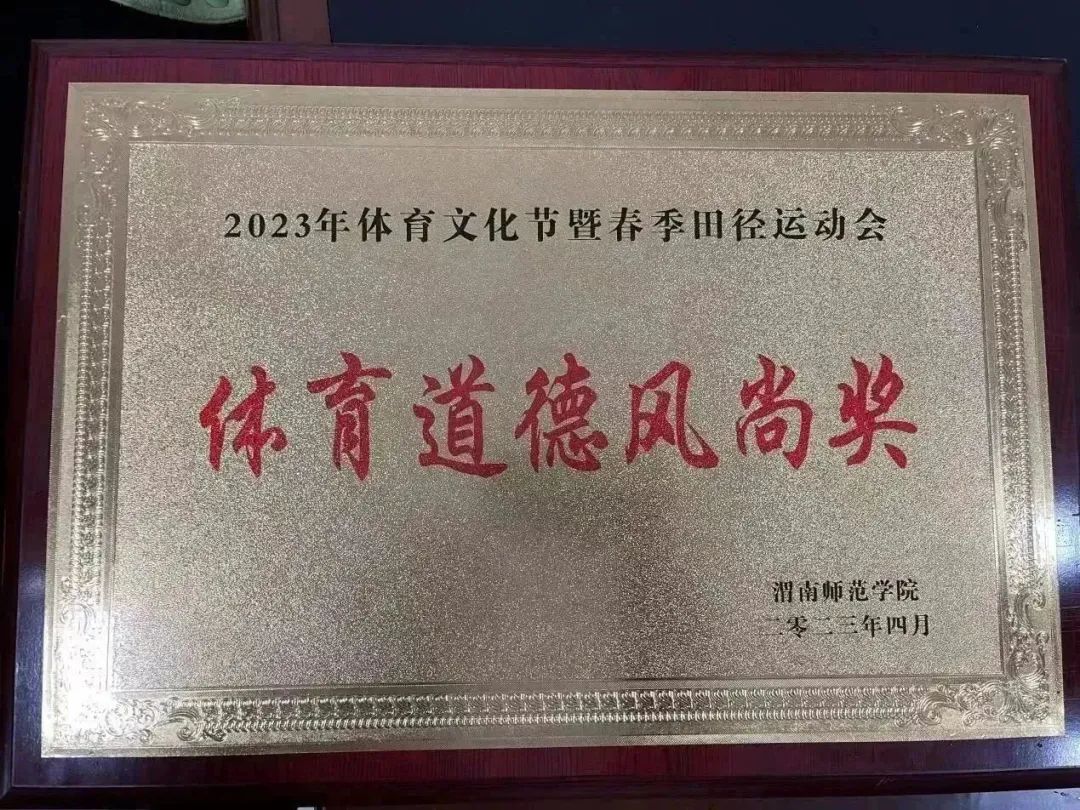 2023年体育文化节暨春季田径运动会
体育道德风尚奖
渭南师范学院
二零二三年四月